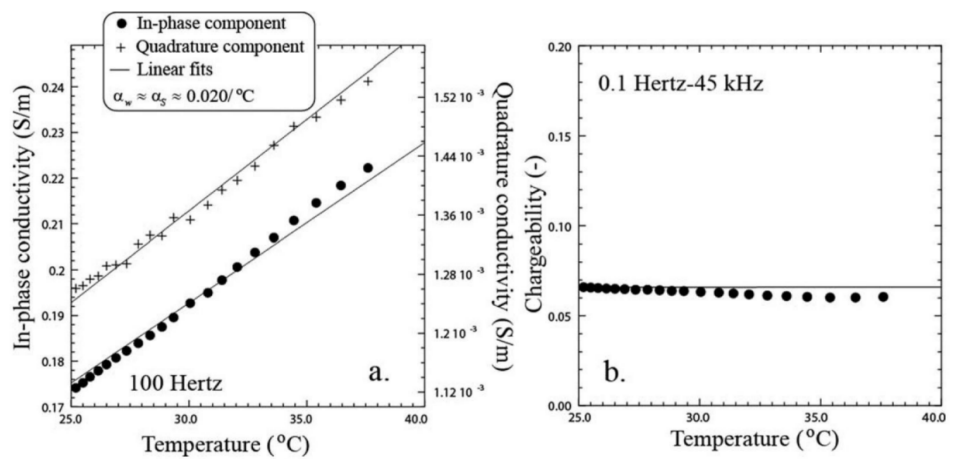 In-phase component
Quadrature component
Linear fits
α_w ≈ α_S ≈ 0.020/ °C
In-phase conductivity (S/m)
0.24
0.23
0.22
0.21
0.2
0.19
0.18
0.17
100 Hertz
a.
25.0
30.0
35.0
40.0
Temperature (°C)
1.52 10⁻³
1.44 10⁻³
1.36 10⁻³
1.28 10⁻³
1.2 10⁻³
1.12 10⁻³
Quadrature conductivity (S/m)
Chargeability (-)
0.20
0.15
0.10
0.05
0.00
0.1 Hertz-45 kHz
b.
25.0
30.0
35.0
40.0
Temperature (°C)